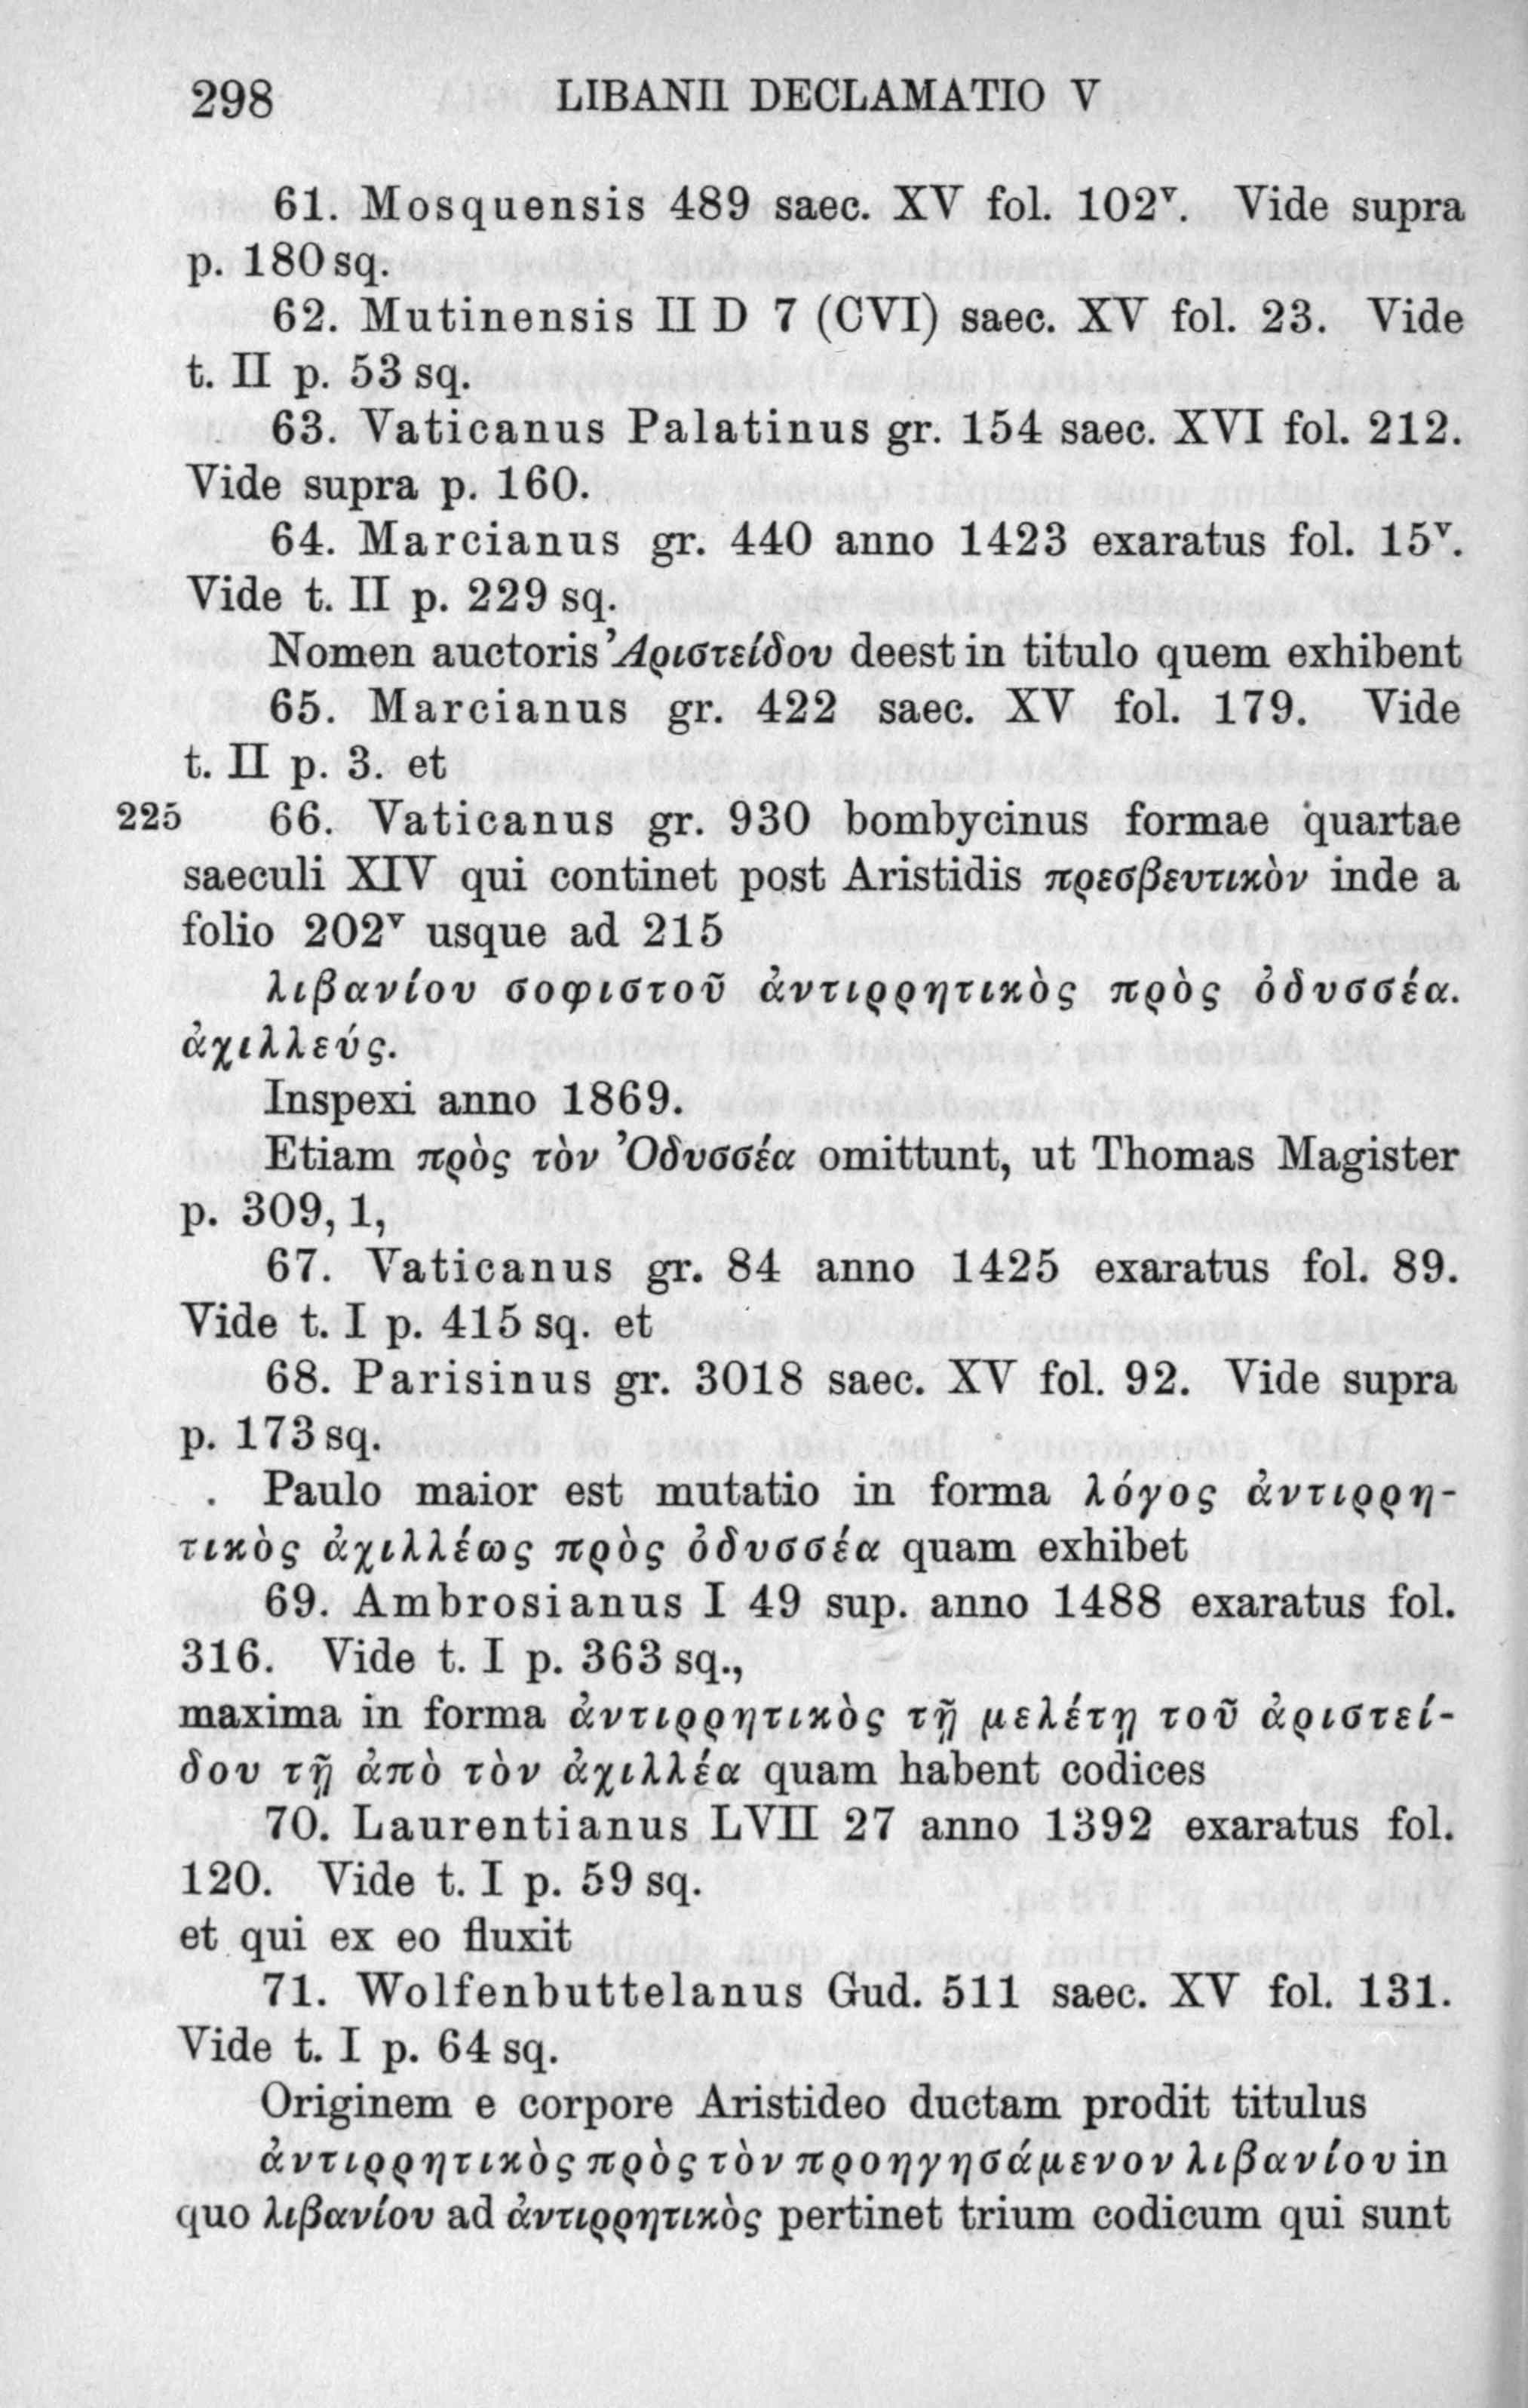 298 LIBANII DECLAMATIO V
61. Mosquensis 489 saec. XV fol. 102ᵛ. Vide supra
p. 180 sq.
62. Mutinensis II D 7 (CVI) saec. XV fol. 23. Vide
t. II p. 53 sq.
63. Vaticanus Palatinus gr. 154 saec. XVI fol. 212.
Vide supra p. 160.
64. Marcianus gr. 440 anno 1423 exaratus fol. 15ᵛ.
Vide t. II p. 229 sq.
Nomen auctoris Ἀριστείδου deest in titulo quem exhibent
65. Marcianus gr. 422 saec. XV fol. 179. Vide
t. II p. 3. et
225 66. Vaticanus gr. 930 bombycinus formae quartae
saeculi XIV qui continet post Aristidis πρεσβευτικὸν inde a
folio 202ᵛ usque ad 215
λιβανίου σοφιστοῦ ἀντιρρητικὸς πρὸς ὀδυσσέα.
ἀχιλλεύς.
Inspexi anno 1869.
Etiam πρὸς τὸν Ὀδυσσέα omittunt, ut Thomas Magister
p. 309, 1,
67. Vaticanus gr. 84 anno 1425 exaratus fol. 89.
Vide t. I p. 415 sq. et
68. Parisinus gr. 3018 saec. XV fol. 92. Vide supra
p. 173 sq.
Paulo maior est mutatio in forma λόγος ἀντιρρη-
τικὸς ἀχιλλέως πρὸς ὀδυσσέα quam exhibet
69. Ambrosianus I 49 sup. anno 1488 exaratus fol.
316. Vide t. I p. 363 sq.,
maxima in forma ἀντιρρητικὸς τῇ μελέτῃ τοῦ ἀριστεί-
δου τῇ ἀπὸ τὸν ἀχιλλέα quam habent codices
70. Laurentianus LVII 27 anno 1392 exaratus fol.
120. Vide t. I p. 59 sq.
et qui ex eo fluxit
71. Wolfenbuttelanus Gud. 511 saec. XV fol. 131.
Vide t. I p. 64 sq.
Originem e corpore Aristideo ductam prodit titulus
ἀντιρρητικὸς πρὸς τὸν προηγησάμενον λιβανίου in
quo λιβανίου ad ἀντιρρητικὸς pertinet trium codicum qui sunt